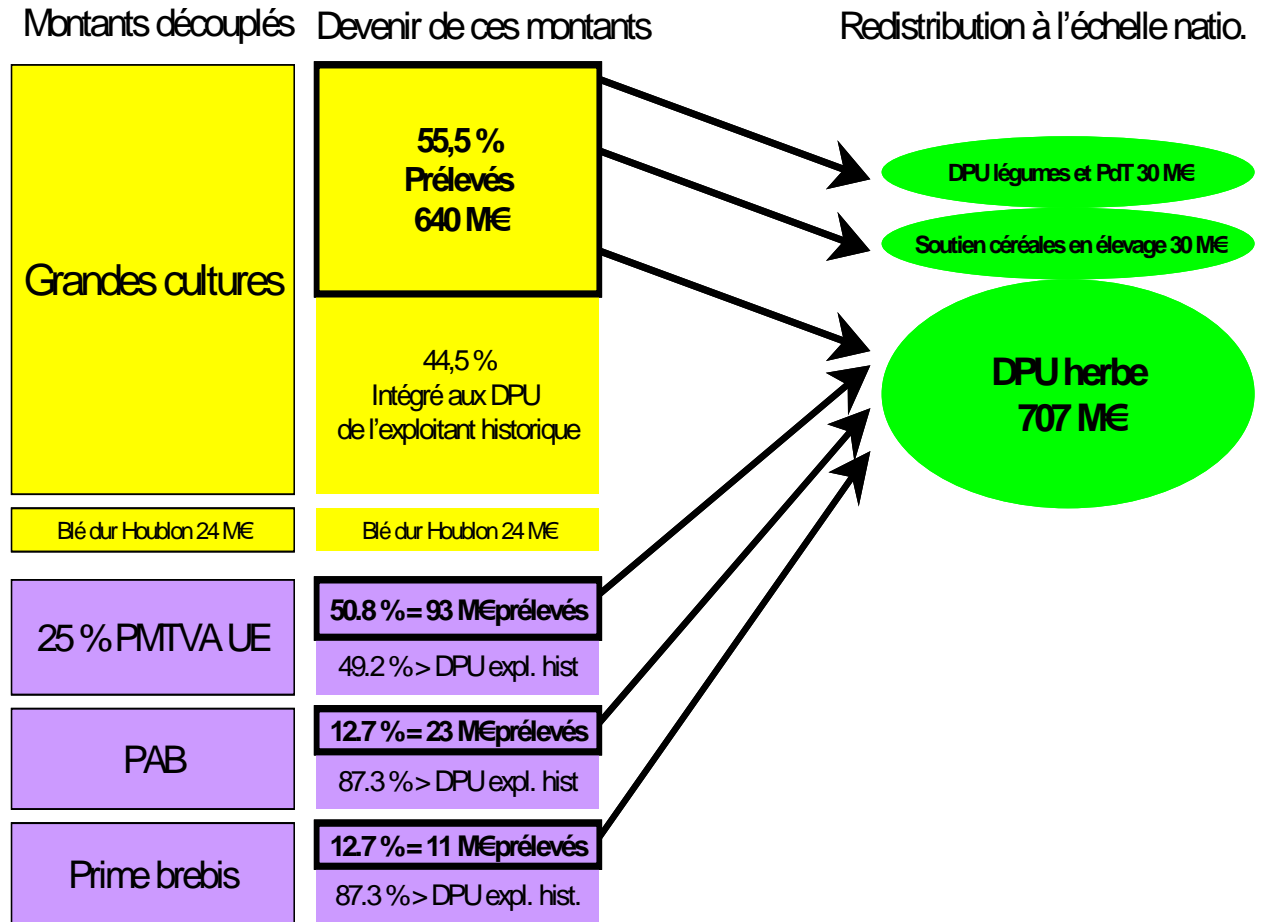 Montants découplés
Devenir de ces montants
Redistribution à l'échelle natio.
Grandes cultures
55,5 %
Prélevés
640 M€
44,5 %
Intégré aux DPU
de l'exploitant historique
Blé dur Houblon 24 M€
Blé dur Houblon 24 M€
25 % PMTVA UE
50.8 % = 93 M€ prélevés
49.2 % > DPU expl. hist
PAB
12.7 % = 23 M€ prélevés
87.3 % > DPU expl. hist
Prime brebis
12.7 % = 11 M€ prélevés
87.3 % > DPU expl. hist.
DPU légumes et PdT 30 M€
Soutien céréales en élevage 30 M€
DPU herbe
707 M€